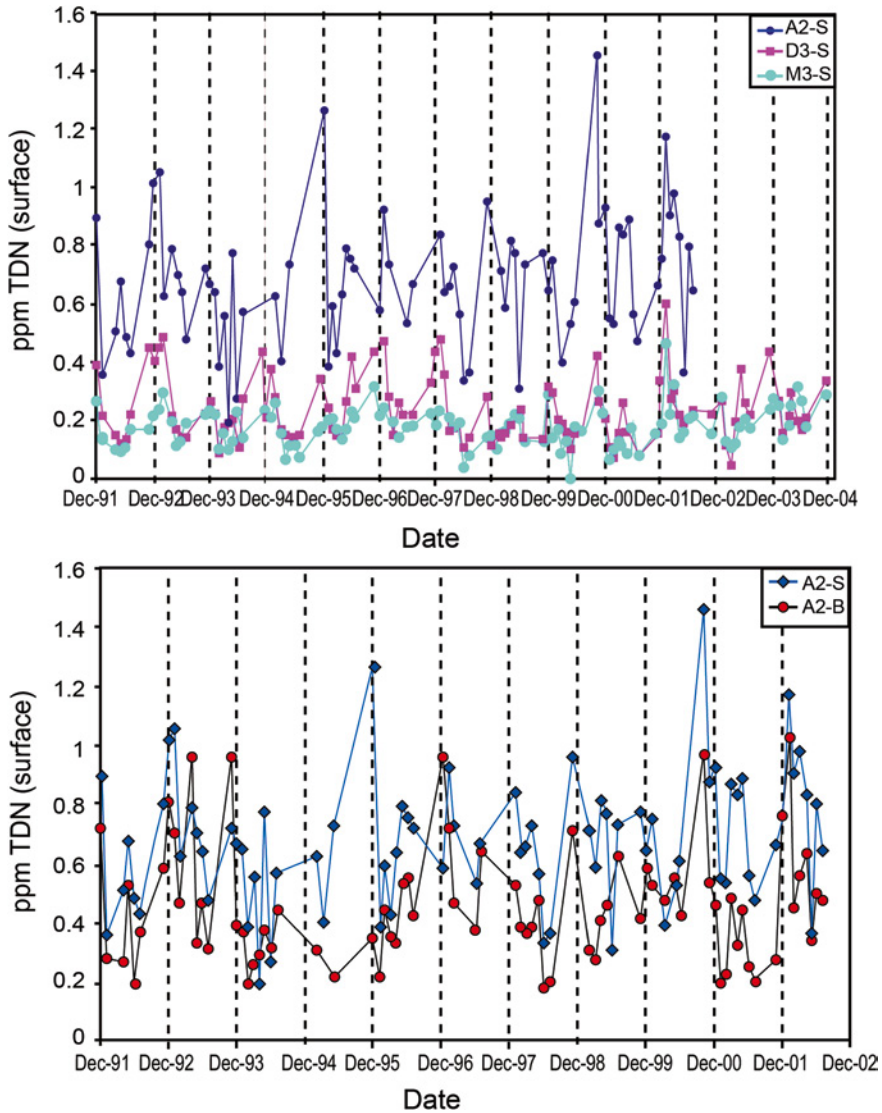 1.6
1.4
1.2
1
0.8
0.6
0.4
0.2
0
ppm TDN (surface)
A2-S
D3-S
M3-S
Dec-91 Dec-92 Dec-93 Dec-94 Dec-95 Dec-96 Dec-97 Dec-98 Dec-99 Dec-00 Dec-01 Dec-02 Dec-03 Dec-04
Date
1.6
1.4
1.2
1
0.8
0.6
0.4
0.2
0
ppm TDN (surface)
A2-S
A2-B
Dec-91 Dec-92 Dec-93 Dec-94 Dec-95 Dec-96 Dec-97 Dec-98 Dec-99 Dec-00 Dec-01 Dec-02
Date